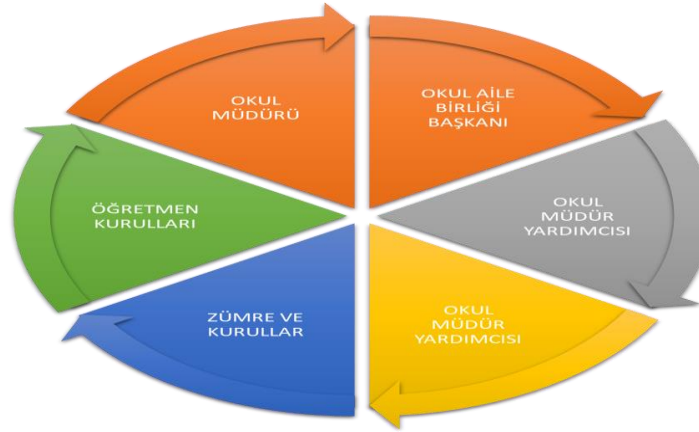 OKUL
MÜDÜRÜ
OKUL AİLE
BİRLİĞİ
BAŞKANI
OKUL
MÜDÜR
YARDIMCISI
OKUL
MÜDÜR
YARDIMCISI
ZÜMRE VE
KURULLAR
ÖĞRETMEN
KURULLARI